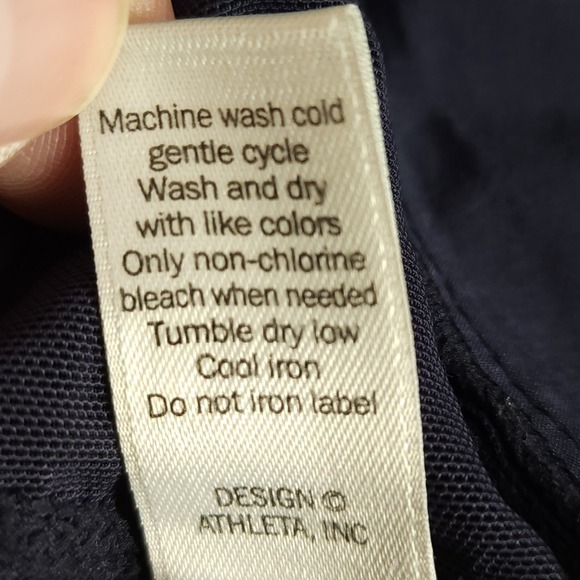 Machine wash cold
gentle cycle
Wash and dry
with like colors
Only non-chlorine
bleach when needed
Tumble dry low
Cool iron
Do not iron label
DESIGN ©
ATHLETA, INC